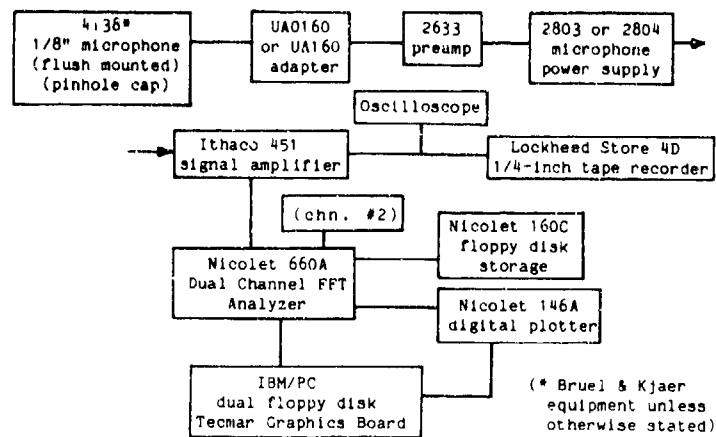 4138*
1/8" microphone
(flush mounted)
(pinhole cap)
UA0160
or UA160
adapter
2633
preamp
2803 or 2804
microphone
power supply
Oscilloscope
Ithaco 451
signal amplifier
Lockheed Store 4D
1/4-inch tape recorder
(chn. #2)
Nicolet 660A
Dual Channel FFT
Analyzer
Nicolet 160C
floppy disk
storage
Nicolet 146A
digital plotter
IBM/PC
dual floppy disk
Tecmar Graphics Board
(* Bruel & Kjaer
equipment unless
otherwise stated)